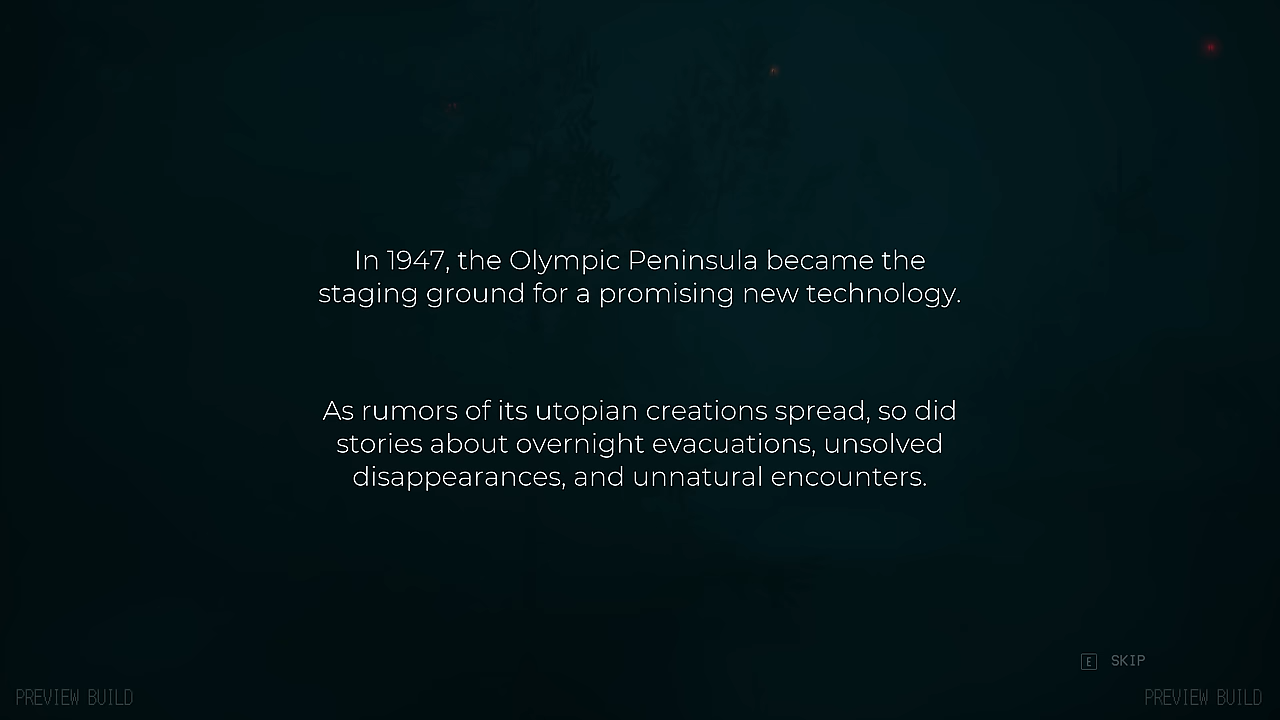 In 1947, the Olympic Peninsula became the
staging ground for a promising new technology.
As rumors of its utopian creations spread, so did
stories about overnight evacuations, unsolved
disappearances, and unnatural encounters.
E SKIP
PREVIEW BUILD
PREVIEW BUILD